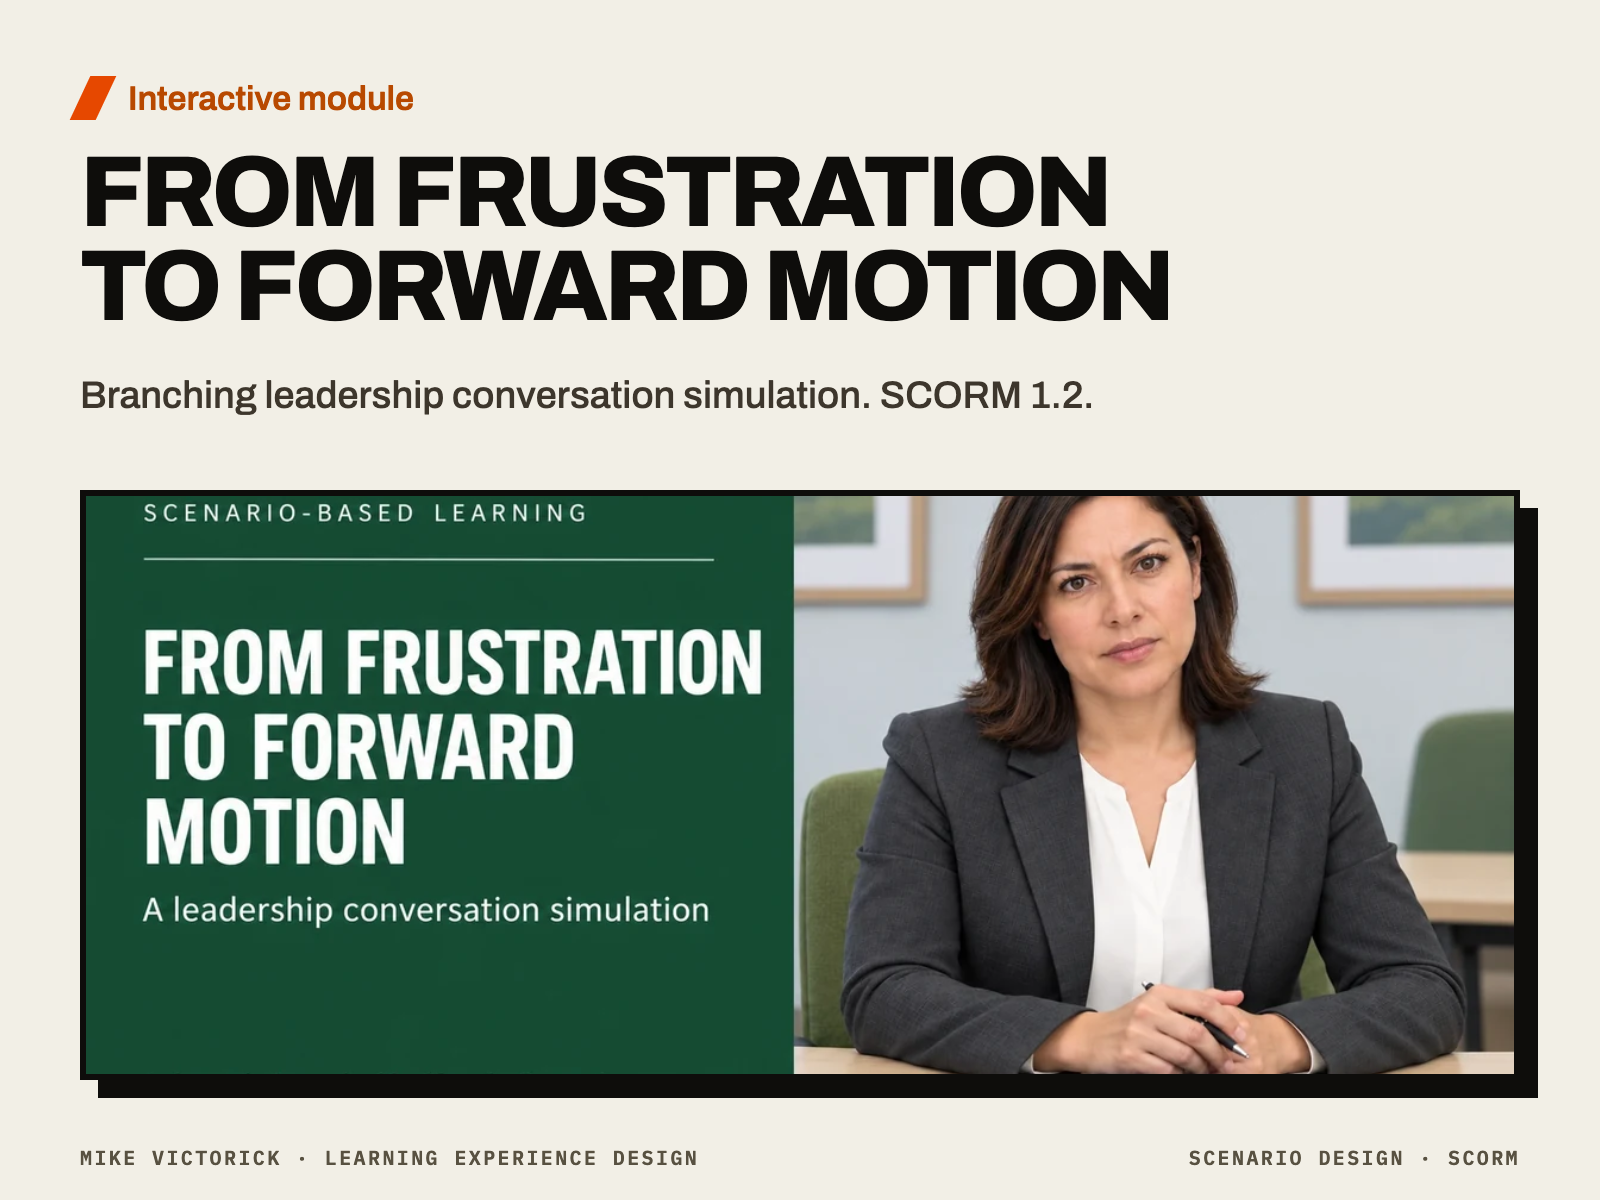 Interactive module
FROM FRUSTRATION
TO FORWARD MOTION
Branching leadership conversation simulation. SCORM 1.2.
SCENARIO-BASED LEARNING
FROM FRUSTRATION
TO FORWARD
MOTION
A leadership conversation simulation
MIKE VICTORICK · LEARNING EXPERIENCE DESIGN
SCENARIO DESIGN · SCORM